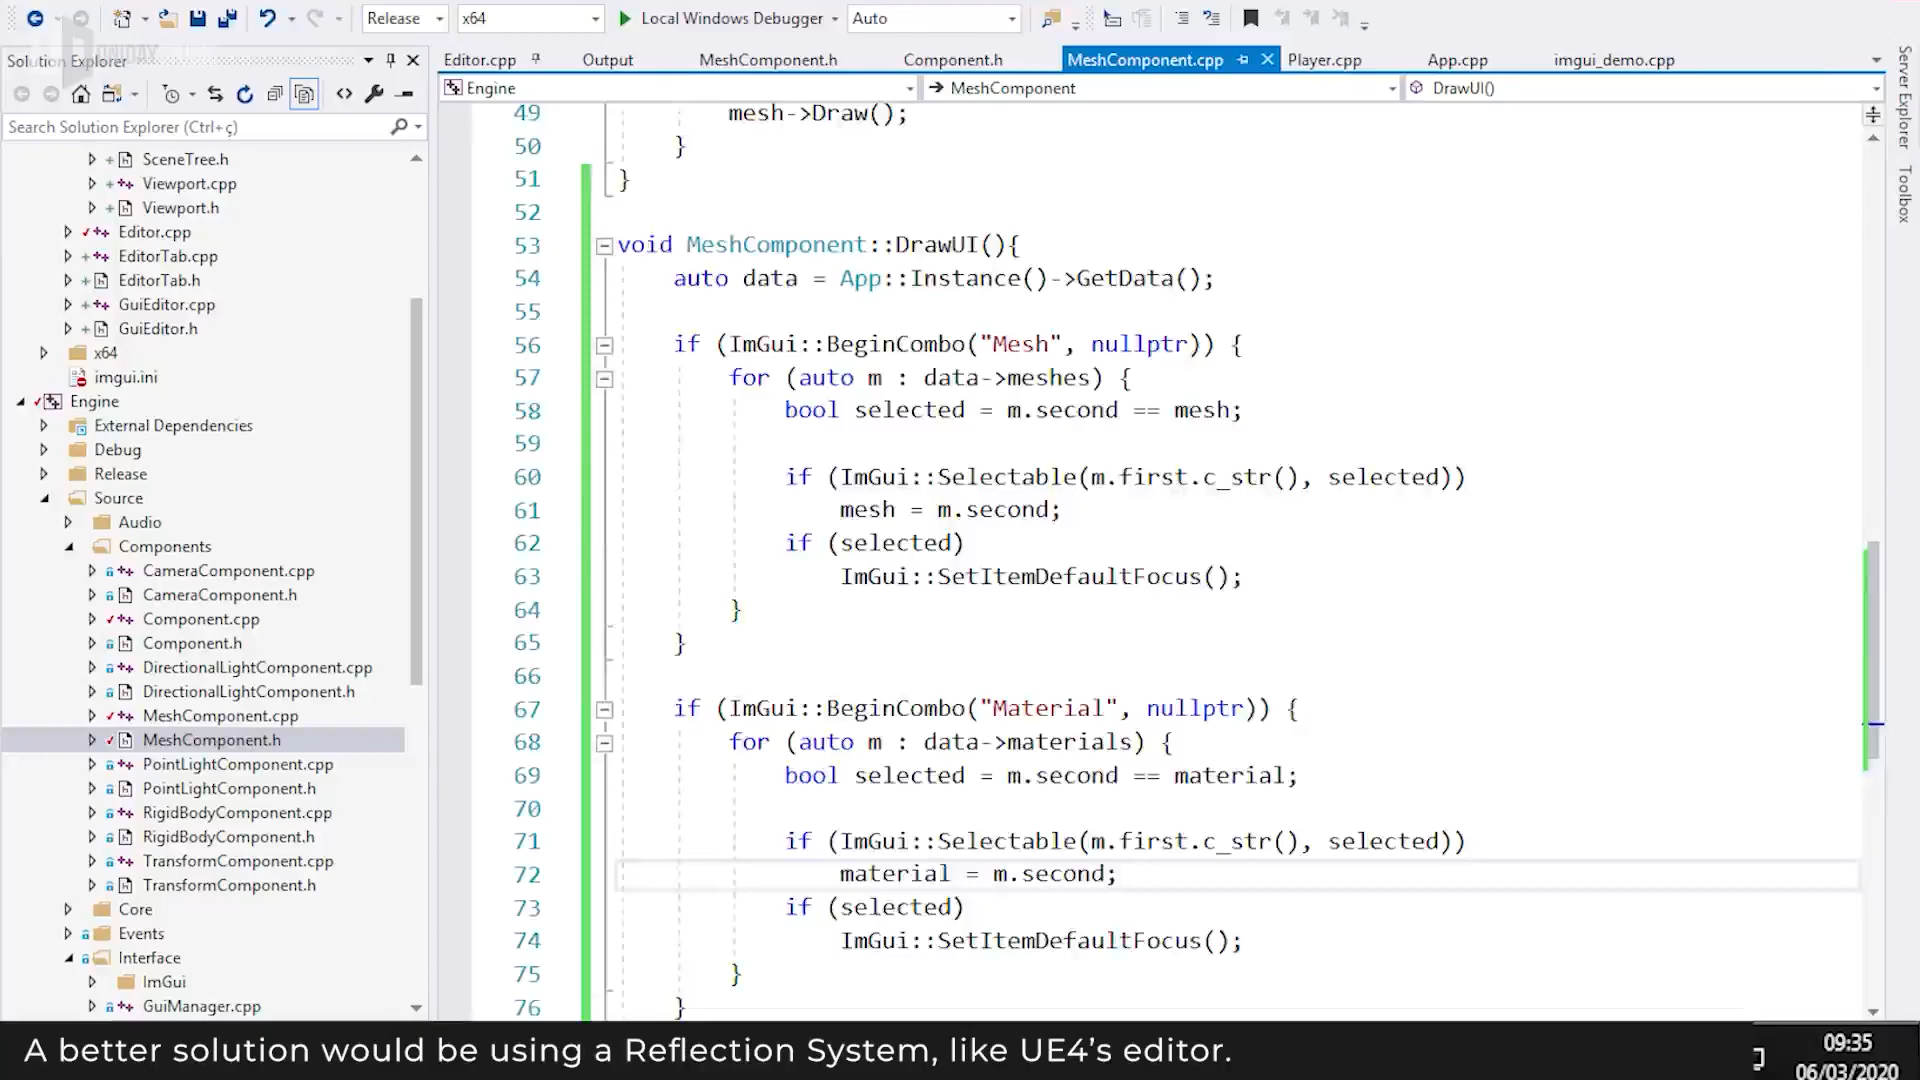 Release
x64
Local Windows Debugger
Auto
Solution Explorer
Editor.cpp
Output
MeshComponent.h
Component.h
MeshComponent.cpp
Player.cpp
App.cpp
imgui_demo.cpp
Server Explorer
Toolbox
Engine
MeshComponent
DrawUI()
Search Solution Explorer (Ctrl+ç)
SceneTree.h
Viewport.cpp
Viewport.h
Editor.cpp
EditorTab.cpp
EditorTab.h
GuiEditor.cpp
GuiEditor.h
x64
imgui.ini
Engine
External Dependencies
Debug
Release
Source
Audio
Components
CameraComponent.cpp
CameraComponent.h
Component.cpp
Component.h
DirectionalLightComponent.cpp
DirectionalLightComponent.h
MeshComponent.cpp
MeshComponent.h
PointLightComponent.cpp
PointLightComponent.h
RigidBodyComponent.cpp
RigidBodyComponent.h
TransformComponent.cpp
TransformComponent.h
Core
Events
Interface
ImGui
GuiManager.cpp
49 mesh->Draw();
50 }
51 }
52
53 void MeshComponent::DrawUI(){
54 auto data = App::Instance()->GetData();
55
56 if (ImGui::BeginCombo("Mesh", nullptr)) {
57 for (auto m : data->meshes) {
58 bool selected = m.second == mesh;
59
60 if (ImGui::Selectable(m.first.c_str(), selected))
61 mesh = m.second;
62 if (selected)
63 ImGui::SetItemDefaultFocus();
64 }
65 }
66
67 if (ImGui::BeginCombo("Material", nullptr)) {
68 for (auto m : data->materials) {
69 bool selected = m.second == material;
70
71 if (ImGui::Selectable(m.first.c_str(), selected))
72 material = m.second;
73 if (selected)
74 ImGui::SetItemDefaultFocus();
75 }
76 }
A better solution would be using a Reflection System, like UE4’s editor.
09:35
06/03/2020